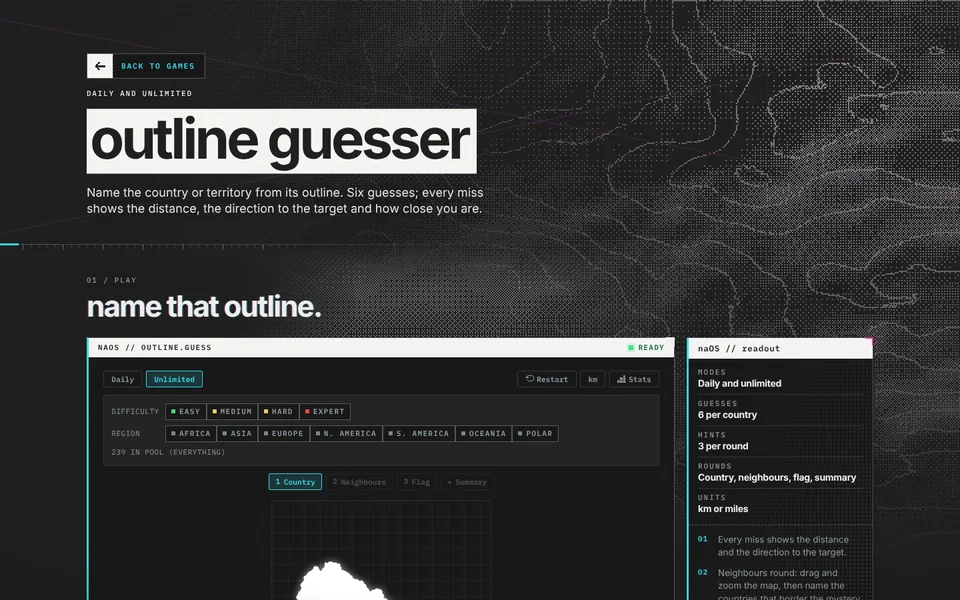 BACK TO GAMES
DAILY AND UNLIMITED
outline guesser
Name the country or territory from its outline. Six guesses; every miss
shows the distance, the direction to the target and how close you are.
01 / PLAY
name that outline.
NAOS // OUTLINE.GUESS
READY
Daily
Unlimited
Restart
km
Stats
DIFFICULTY
EASY
MEDIUM
HARD
EXPERT
REGION
AFRICA
ASIA
EUROPE
N. AMERICA
S. AMERICA
OCEANIA
POLAR
239 IN POOL (EVERYTHING)
1 Country
2 Neighbours
3 Flag
Summary
naOS // readout
MODES
Daily and unlimited
GUESSES
6 per country
HINTS
3 per round
ROUNDS
Country, neighbours, flag, summary
UNITS
km or miles
01 Every miss shows the distance
and the direction to the target.
02 Neighbours round: drag and
zoom the map, then name the
countries that border the mystery